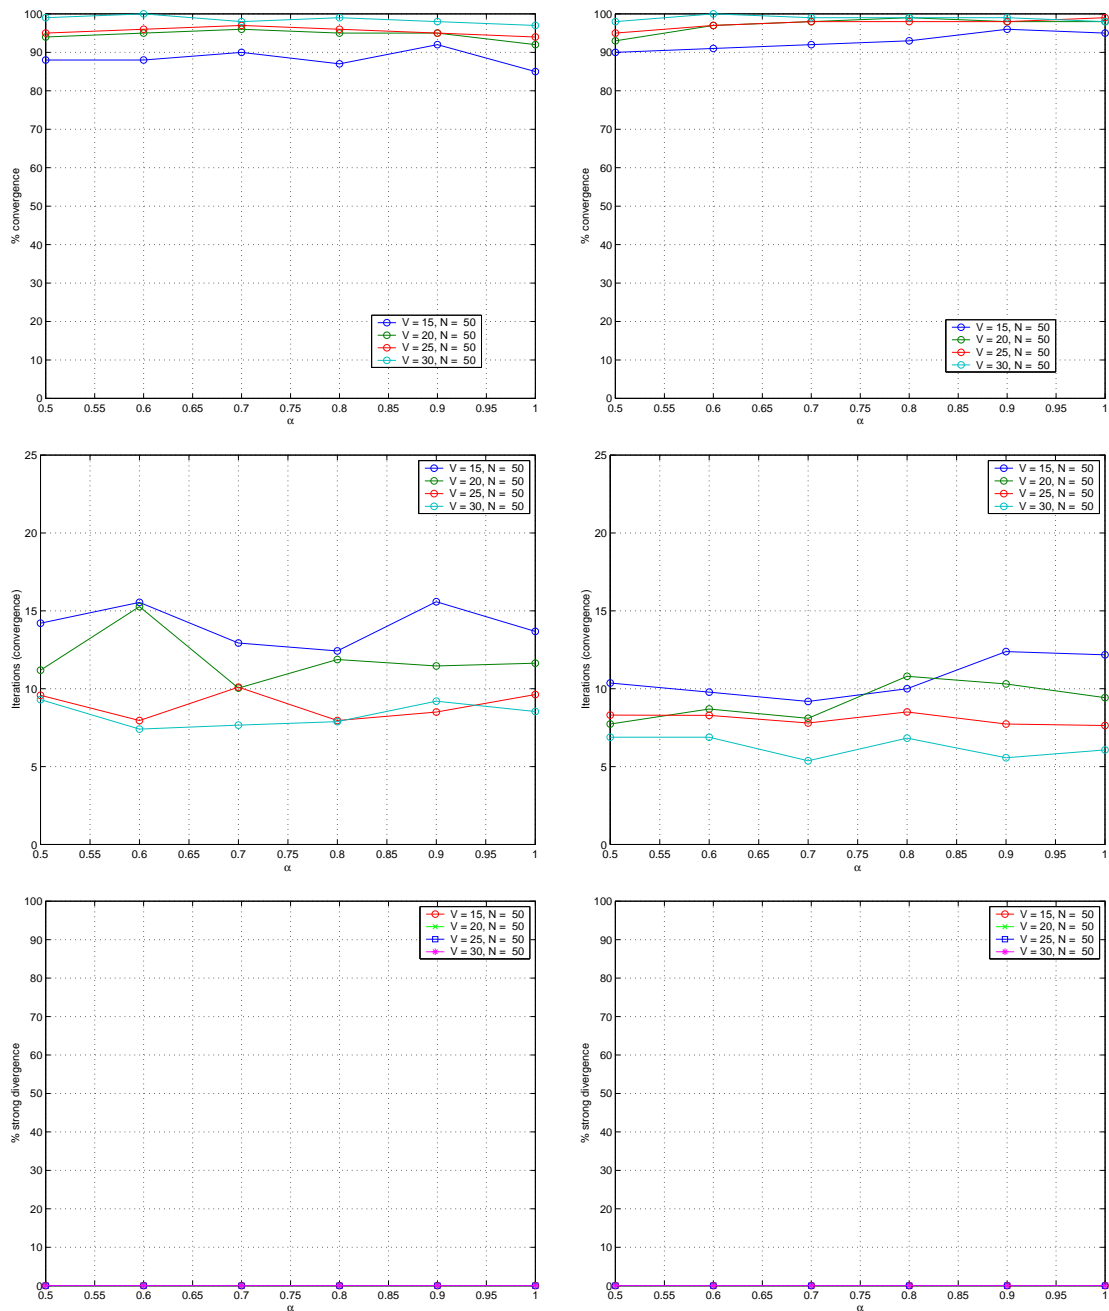 100
90
80
70
60
50
40
30
20
10
0
% convergence
0.5 0.55 0.6 0.65 0.7 0.75 0.8 0.85 0.9 0.95 1
α
V = 15, N = 50
V = 20, N = 50
V = 25, N = 50
V = 30, N = 50
100
90
80
70
60
50
40
30
20
10
0
% convergence
0.5 0.55 0.6 0.65 0.7 0.75 0.8 0.85 0.9 0.95 1
α
V = 15, N = 50
V = 20, N = 50
V = 25, N = 50
V = 30, N = 50
25
20
15
10
5
0
Iterations (convergence)
0.5 0.55 0.6 0.65 0.7 0.75 0.8 0.85 0.9 0.95 1
α
V = 15, N = 50
V = 20, N = 50
V = 25, N = 50
V = 30, N = 50
25
20
15
10
5
0
Iterations (convergence)
0.5 0.55 0.6 0.65 0.7 0.75 0.8 0.85 0.9 0.95 1
α
V = 15, N = 50
V = 20, N = 50
V = 25, N = 50
V = 30, N = 50
100
90
80
70
60
50
40
30
20
10
0
% strong divergence
0.5 0.55 0.6 0.65 0.7 0.75 0.8 0.85 0.9 0.95 1
α
V = 15, N = 50
V = 20, N = 50
V = 25, N = 50
V = 30, N = 50
100
90
80
70
60
50
40
30
20
10
0
% strong divergence
0.5 0.55 0.6 0.65 0.7 0.75 0.8 0.85 0.9 0.95 1
α
V = 15, N = 50
V = 20, N = 50
V = 25, N = 50
V = 30, N = 50